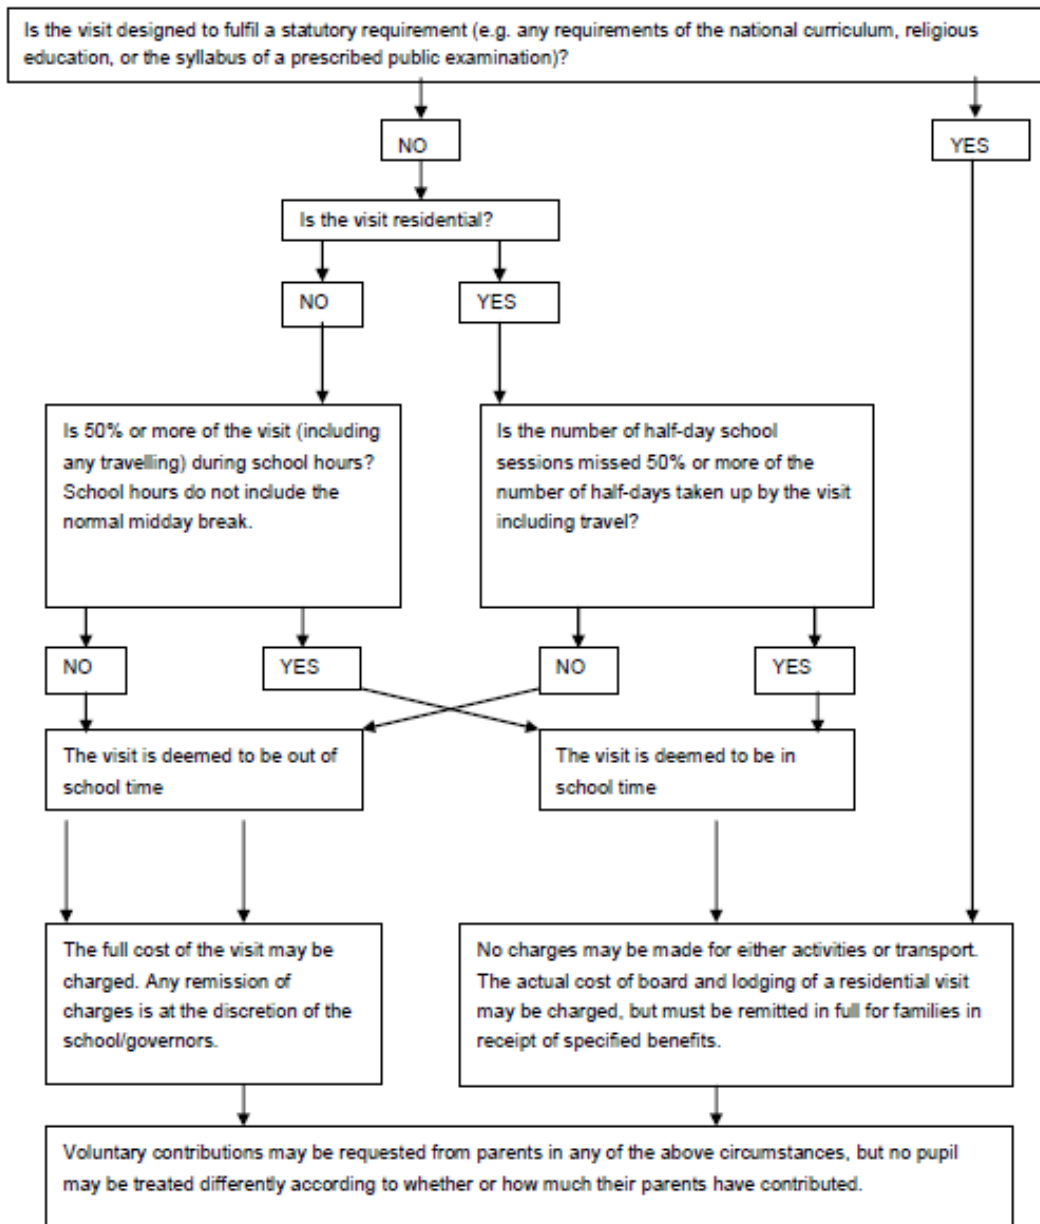 Is the visit designed to fulfil a statutory requirement (e.g. any requirements of the national curriculum, religious
education, or the syllabus of a prescribed public examination)?
NO
YES
Is the visit residential?
NO
YES
Is 50% or more of the visit (including
any travelling) during school hours?
School hours do not include the
normal midday break.
Is the number of half-day school
sessions missed 50% or more of the
number of half-days taken up by the visit
including travel?
NO
YES
NO
YES
The visit is deemed to be out of
school time
The visit is deemed to be in
school time
The full cost of the visit may be
charged. Any remission of
charges is at the discretion of the
school/governors.
No charges may be made for either activities or transport.
The actual cost of board and lodging of a residential visit
may be charged, but must be remitted in full for families in
receipt of specified benefits.
Voluntary contributions may be requested from parents in any of the above circumstances, but no pupil
may be treated differently according to whether or how much their parents have contributed.